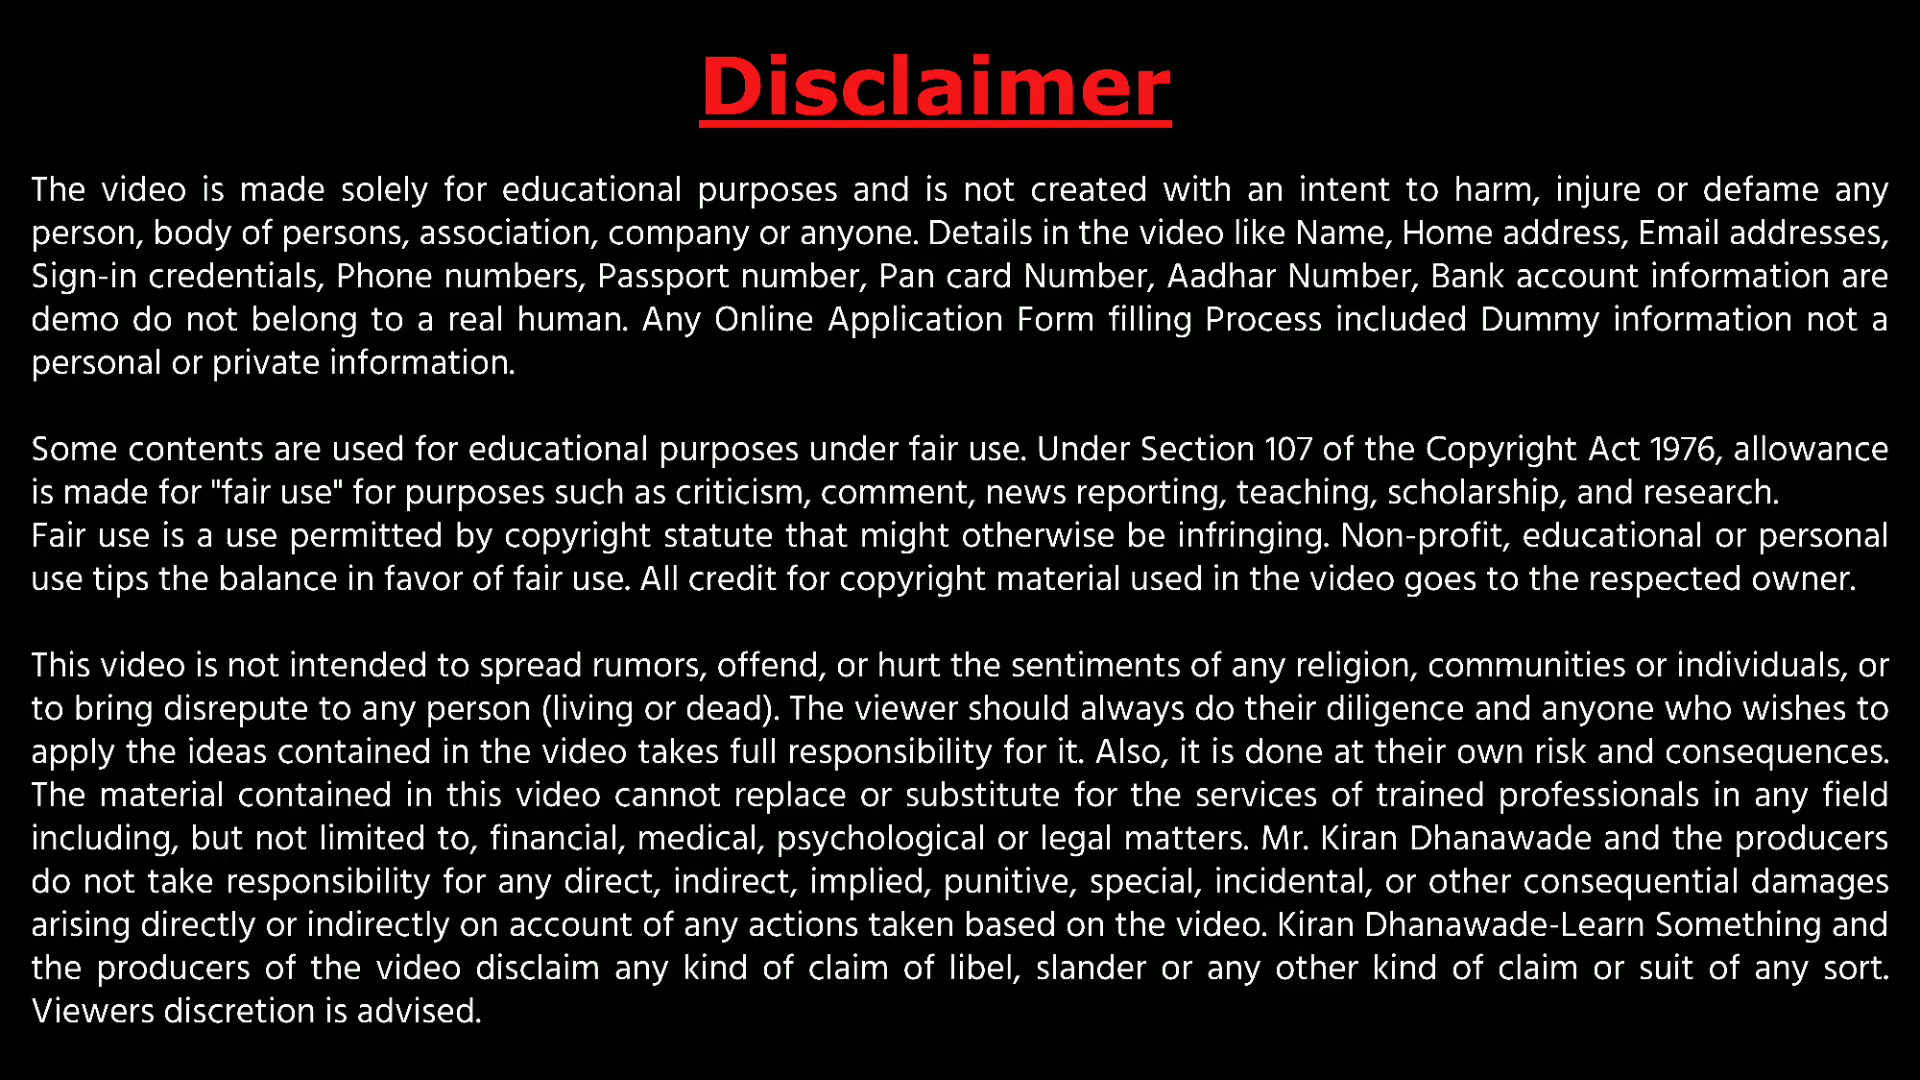 Disclaimer
The video is made solely for educational purposes and is not created with an intent to harm, injure or defame any
person, body of persons, association, company or anyone. Details in the video like Name, Home address, Email addresses,
Sign-in credentials, Phone numbers, Passport number, Pan card Number, Aadhar Number, Bank account information are
demo do not belong to a real human. Any Online Application Form filling Process included Dummy information not a
personal or private information.
Some contents are used for educational purposes under fair use. Under Section 107 of the Copyright Act 1976, allowance
is made for "fair use" for purposes such as criticism, comment, news reporting, teaching, scholarship, and research.
Fair use is a use permitted by copyright statute that might otherwise be infringing. Non-profit, educational or personal
use tips the balance in favor of fair use. All credit for copyright material used in the video goes to the respected owner.
This video is not intended to spread rumors, offend, or hurt the sentiments of any religion, communities or individuals, or
to bring disrepute to any person (living or dead). The viewer should always do their diligence and anyone who wishes to
apply the ideas contained in the video takes full responsibility for it. Also, it is done at their own risk and consequences.
The material contained in this video cannot replace or substitute for the services of trained professionals in any field
including, but not limited to, financial, medical, psychological or legal matters. Mr. Kiran Dhanawade and the producers
do not take responsibility for any direct, indirect, implied, punitive, special, incidental, or other consequential damages
arising directly or indirectly on account of any actions taken based on the video. Kiran Dhanawade-Learn Something and
the producers of the video disclaim any kind of claim of libel, slander or any other kind of claim or suit of any sort.
Viewers discretion is advised.